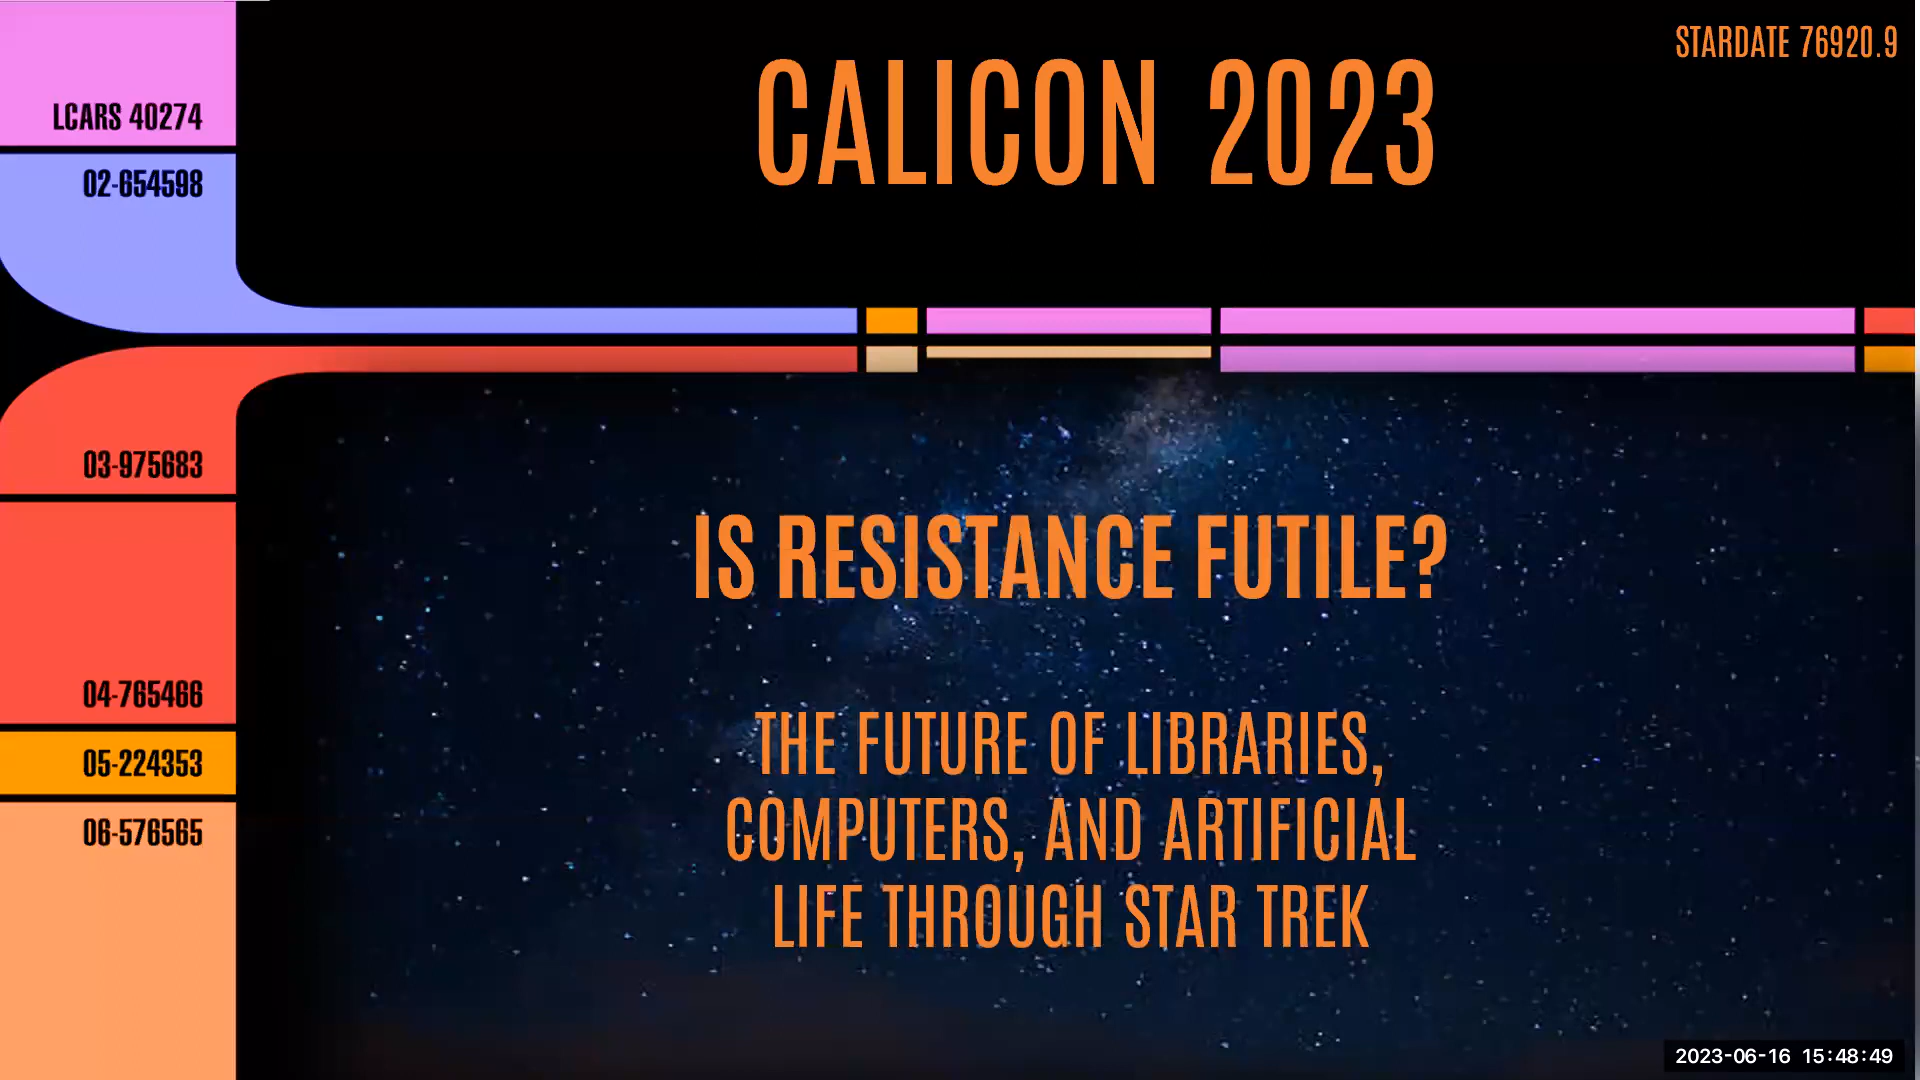 STARDATE 76920.9
CALICON 2023
LCARS 40274
02-654598
03-975683
IS RESISTANCE FUTILE?
04-765466
THE FUTURE OF LIBRARIES,
05-224353
COMPUTERS, AND ARTIFICIAL
06-576565
LIFE THROUGH STAR TREK
2023-06-16 15:48:49